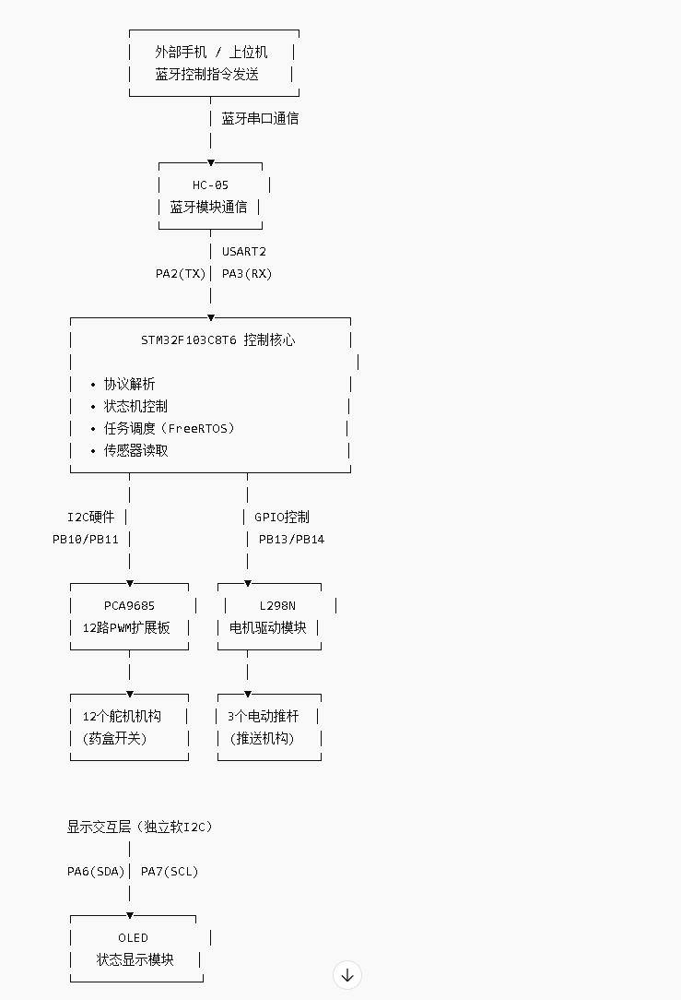 外部手机 / 上位机
蓝牙控制指令发送
蓝牙串口通信
HC-05
蓝牙模块通信
USART2
PA2(TX) PA3(RX)
STM32F103C8T6 控制核心
• 协议解析
• 状态机控制
• 任务调度（FreeRTOS）
• 传感器读取
I2C硬件 GPIO控制
PB10/PB11 PB13/PB14
PCA9685 L298N
12路PWM扩展板 电机驱动模块
12个舵机机构 3个电动推杆
(药盒开关) (推送机构)
显示交互层（独立软I2C）
PA6(SDA) PA7(SCL)
OLED
状态显示模块